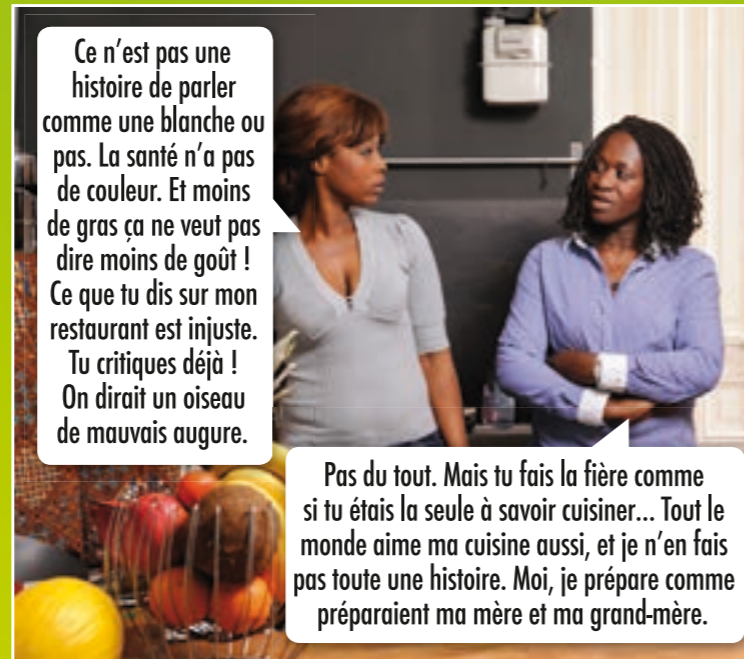 Ce n’est pas une
histoire de parler
comme une blanche ou
pas. La santé n’a pas
de couleur. Et moins
de gras ça ne veut pas
dire moins de goût !
Ce que tu dis sur mon
restaurant est injuste.
Tu critiques déjà !
On dirait un oiseau
de mauvais augure.
Pas du tout. Mais tu fais la fière comme
si tu étais la seule à savoir cuisiner... Tout le
monde aime ma cuisine aussi, et je n’en fais
pas toute une histoire. Moi, je prépare comme
préparaient ma mère et ma grand-mère.